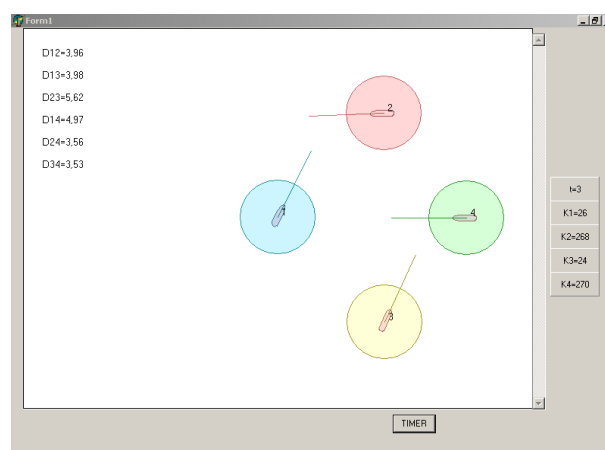 Form1
D12=3,96
D13=3,98
D23=5,62
D14=4,97
D24=3,56
D34=3,53
2
1
4
3
t=3
K1=26
K2=268
K3=24
K4=270
TIMER